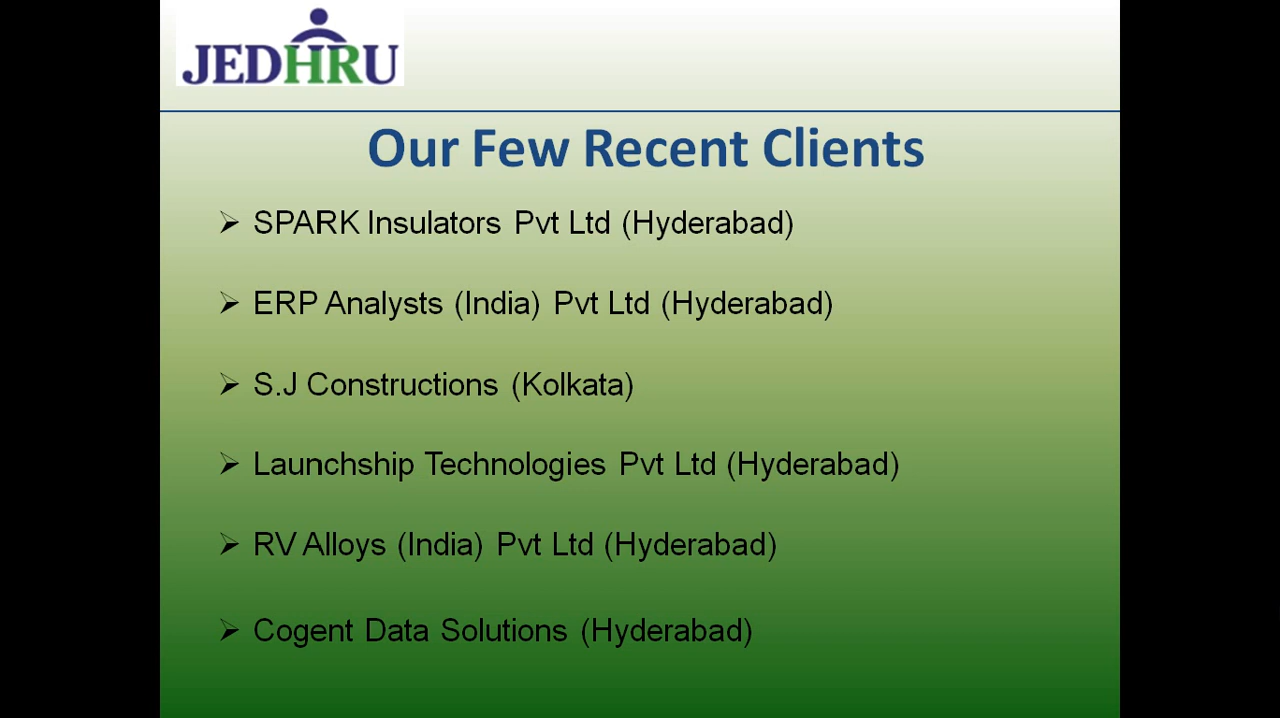 JEDHRU
Our Few Recent Clients
➢ SPARK Insulators Pvt Ltd (Hyderabad)
➢ ERP Analysts (India) Pvt Ltd (Hyderabad)
➢ S.J Constructions (Kolkata)
➢ Launchship Technologies Pvt Ltd (Hyderabad)
➢ RV Alloys (India) Pvt Ltd (Hyderabad)
➢ Cogent Data Solutions (Hyderabad)